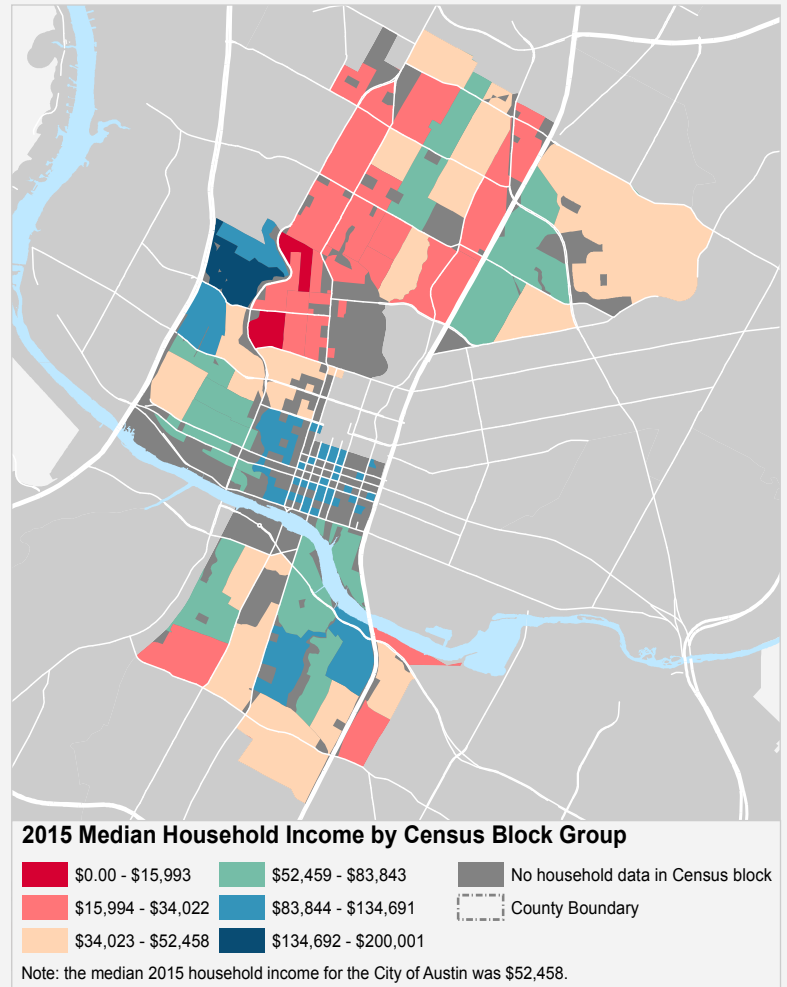 2015 Median Household Income by Census Block Group
$0.00 - $15,993
$15,994 - $34,022
$34,023 - $52,458
$52,459 - $83,843
$83,844 - $134,691
$134,692 - $200,001
No household data in Census block
County Boundary
Note: the median 2015 household income for the City of Austin was $52,458.